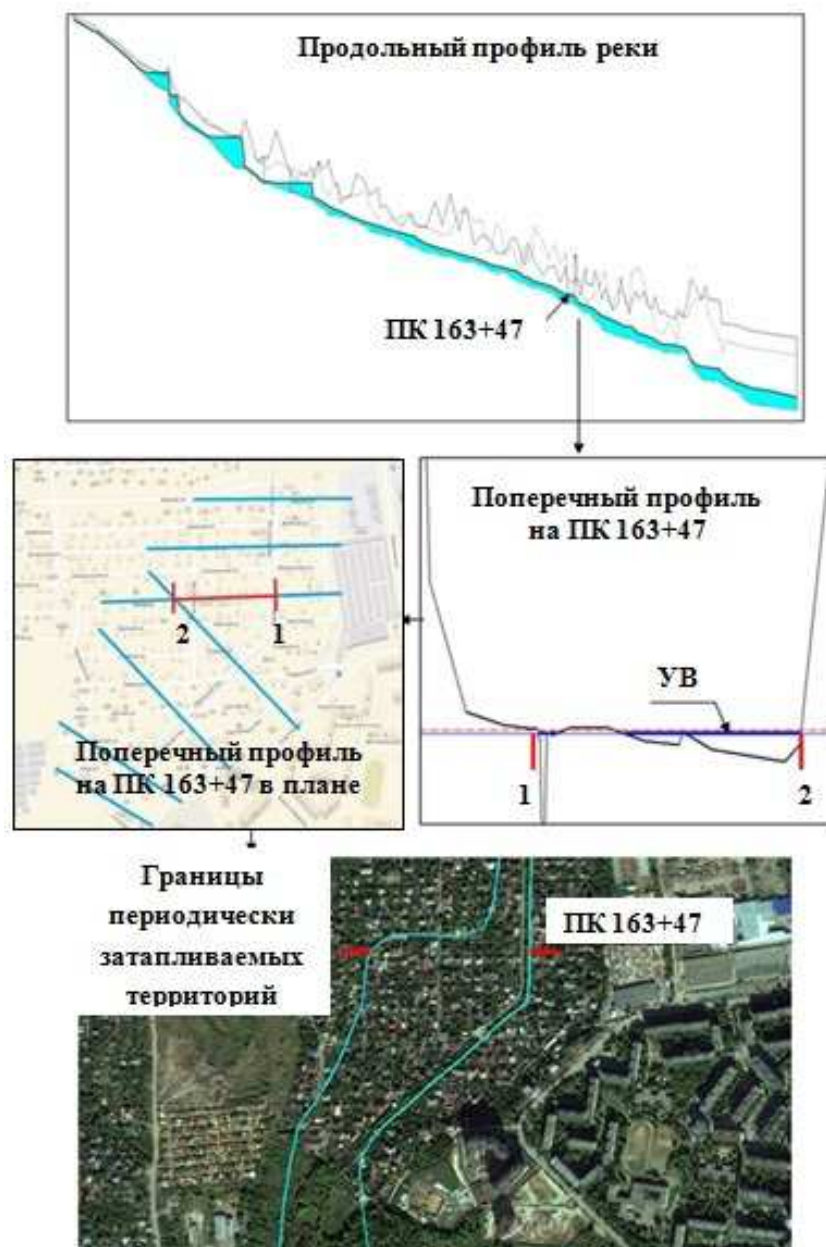 Продольный профиль реки
ПК 163+47
Поперечный профиль
на ПК 163+47
УВ
1
2
2
1
Поперечный профиль
на ПК 163+47 в плане
Границы
периодически
затапливаемых
территорий
ПК 163+47